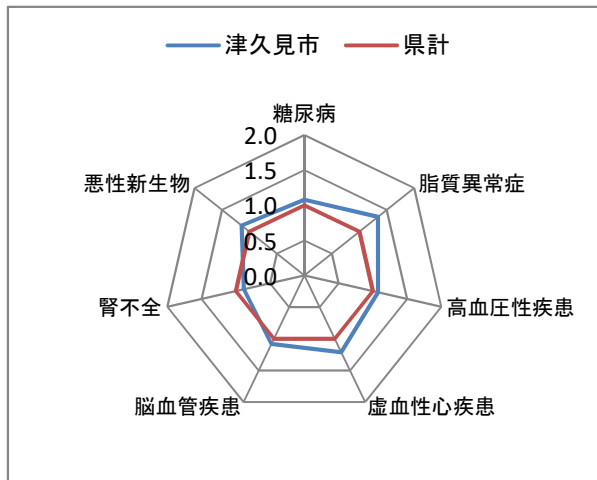 津久見市 県計
糖尿病
2.0
1.5
1.0
0.5
0.0
脂質異常症
高血圧性疾患
虚血性心疾患
脳血管疾患
腎不全
悪性新生物